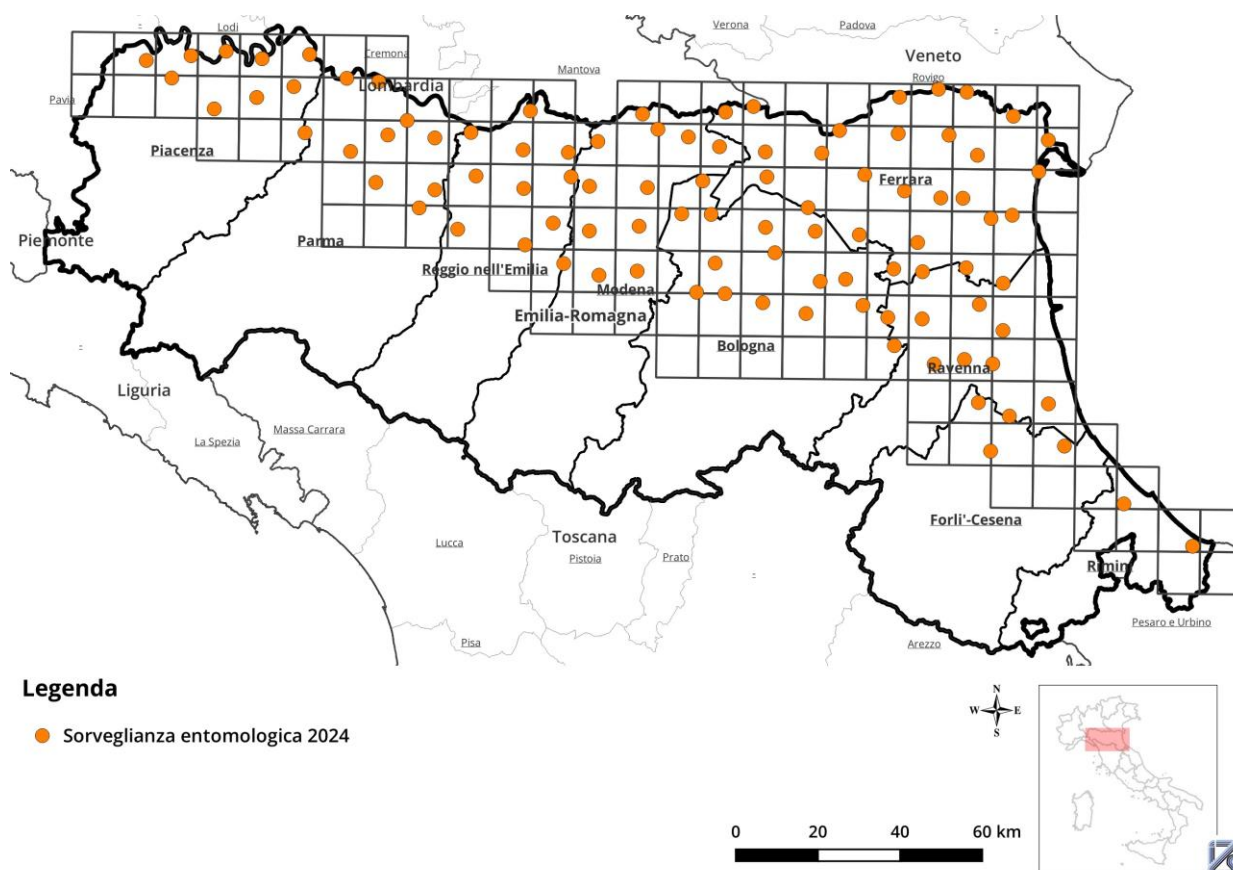 Lodi
Verona
Padova
Cremona
Veneto
Mantova
Rovigo
Lombardia
Pavia
Piacenza
Ferrara
Piemonte
Parma
Reggio nell'Emilia
Modena
Emilia-Romagna
Bologna
Ravenna
Liguria
Massa Carrara
La Spezia
Forli'-Cesena
Toscana
Lucca
Pistoia
Prato
Rimini
Pesaro e Urbino
Pisa
Arezzo
Legenda
Sorveglianza entomologica 2024
N
W E
S
0 20 40 60 km